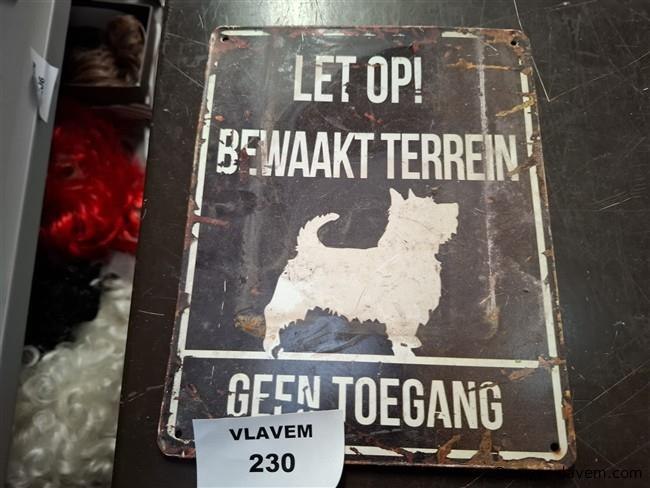 LET OP!
BEWAAKT TERREIN
GEEN TOEGANG
VLAVEM
230